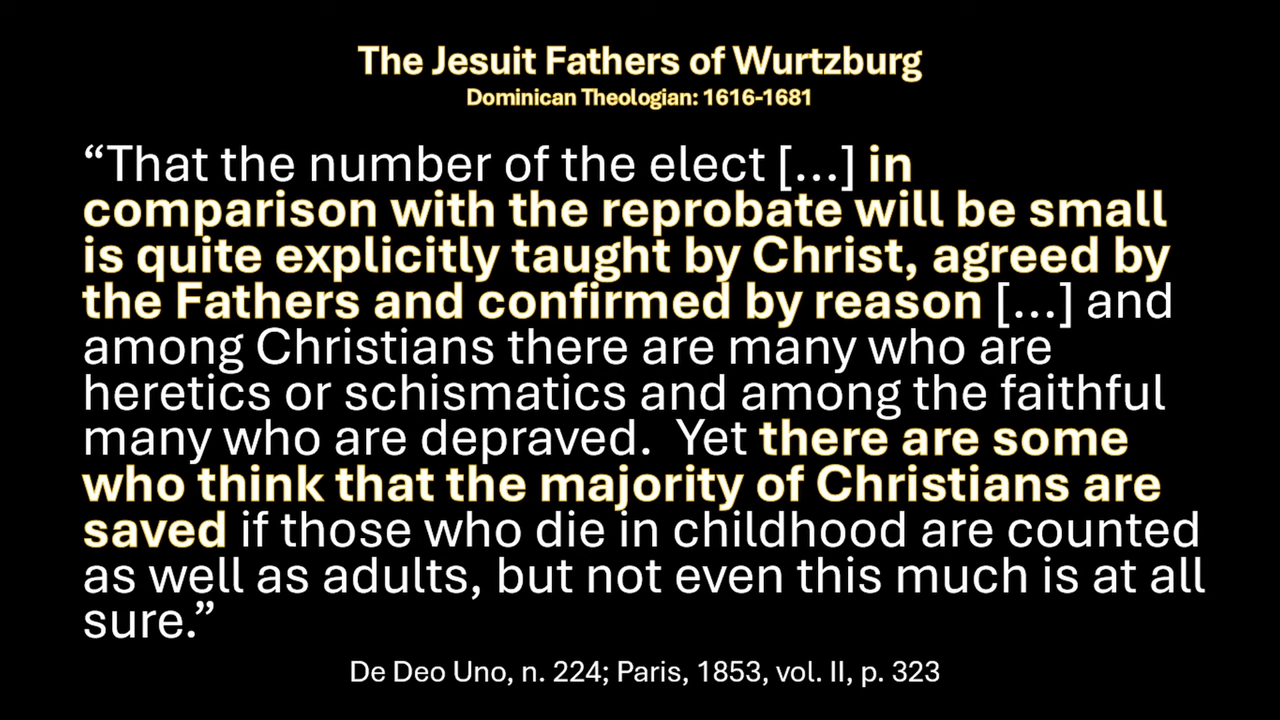 The Jesuit Fathers of Wurtzburg
Dominican Theologian: 1616-1681
“That the number of the elect [...] in
comparison with the reprobate will be small
is quite explicitly taught by Christ, agreed by
the Fathers and confirmed by reason [...] and
among Christians there are many who are
heretics or schismatics and among the faithful
many who are depraved.  Yet there are some
who think that the majority of Christians are
saved if those who die in childhood are counted
as well as adults, but not even this much is at all
sure.”
De Deo Uno, n. 224; Paris, 1853, vol. II, p. 323